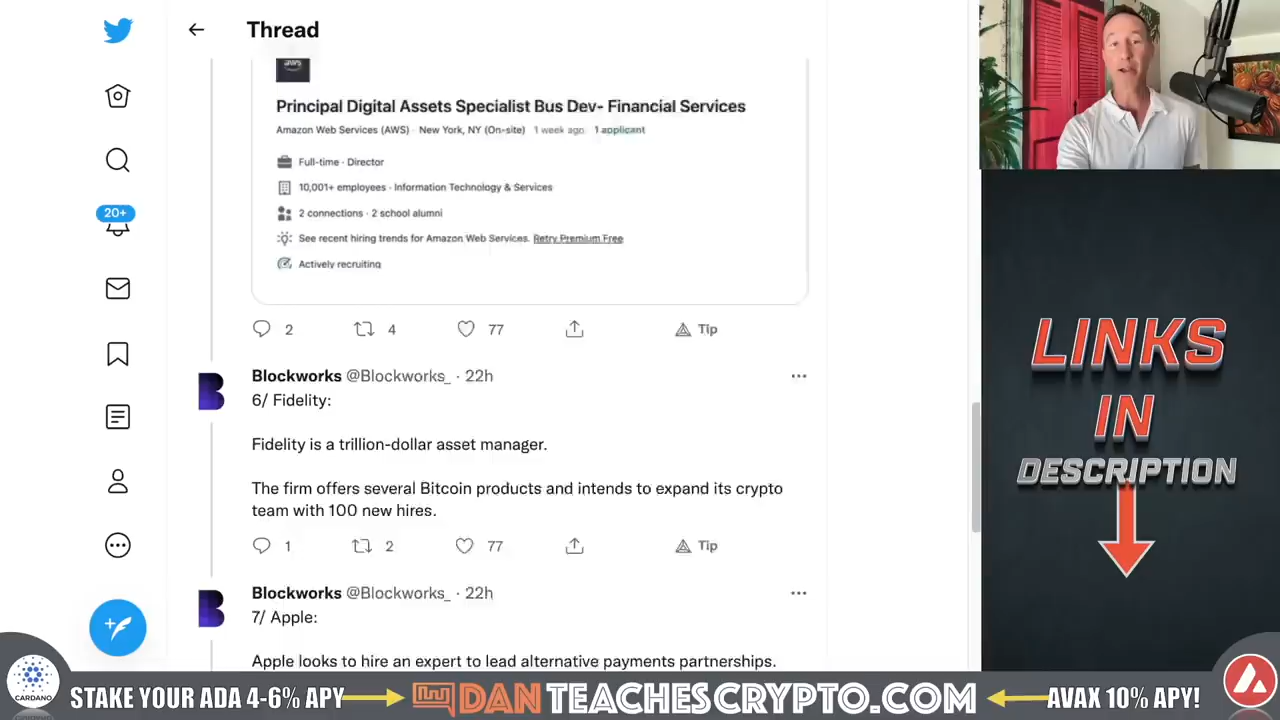 Thread
aws
Principal Digital Assets Specialist Bus Dev- Financial Services
Amazon Web Services (AWS) · New York, NY (On-site) 1 week ago 1 applicant
Full-time · Director
10,001+ employees · Information Technology & Services
2 connections · 2 school alumni
See recent hiring trends for Amazon Web Services. Retry Premium Free
Actively recruiting
2 4 77 Tip
20+
Blockworks @Blockworks_ · 22h
6/ Fidelity:
Fidelity is a trillion-dollar asset manager.
The firm offers several Bitcoin products and intends to expand its crypto
team with 100 new hires.
1 2 77 Tip
Blockworks @Blockworks_ · 22h
7/ Apple:
Apple looks to hire an expert to lead alternative payments partnerships.
LINKS
IN
DESCRIPTION
CARDANO
STAKE YOUR ADA 4-6% APY
DANTEACHESCRYPTO.COM
AVAX 10% APY!